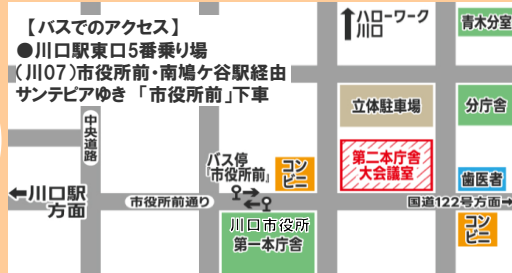 【バスでのアクセス】
●川口駅東口5番乗り場
(川07)市役所前・南鳩ケ谷駅経由
サンテピアゆき 「市役所前」下車
↑ハローワーク
川口
青木分室
立体駐車場
分庁舎
中央道路
バス停
「市役所前」
コン
ビニ
第二本庁舎
大会議室
歯医者
←川口駅
方面
市役所前通り
国道122号方面→
川口市役所
第一本庁舎
コン
ビニ